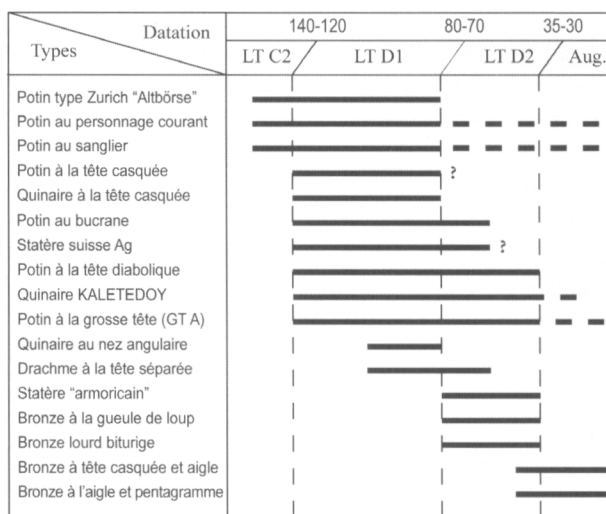 Datation
Types
140-120 80-70 35-30
LT C2 LT D1 LT D2 Aug.
Potin type Zurich “Altbörse”
Potin au personnage courant
Potin au sanglier
Potin à la tête casquée ?
Quinaire à la tête casquée
Potin au bucrane
Statère suisse Ag ?
Potin à la tête diabolique
Quinaire KALETEDOY
Potin à la grosse tête (GT A)
Quinaire au nez angulaire
Drachme à la tête séparée
Statère “armoricain”
Bronze à la gueule de loup
Bronze lourd biturige
Bronze à tête casquée et aigle
Bronze à l’aigle et pentagramme